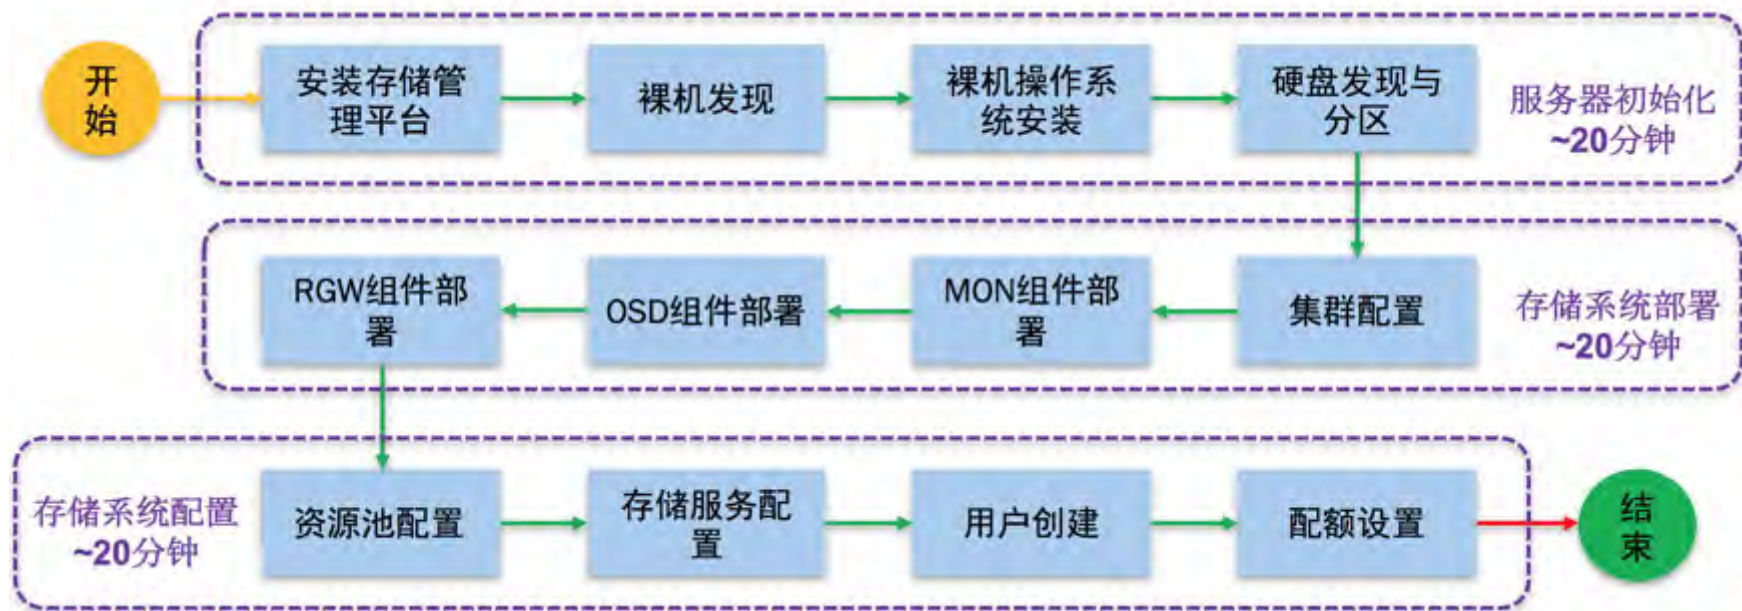 开
始
安装存储管
理平台
裸机发现
裸机操作系
统安装
硬盘发现与
分区
服务器初始化
~20分钟
RGW组件部
署
OSD组件部署
MON组件部
署
集群配置
存储系统部署
~20分钟
存储系统配置
~20分钟
资源池配置
存储服务配
置
用户创建
配额设置
结
束